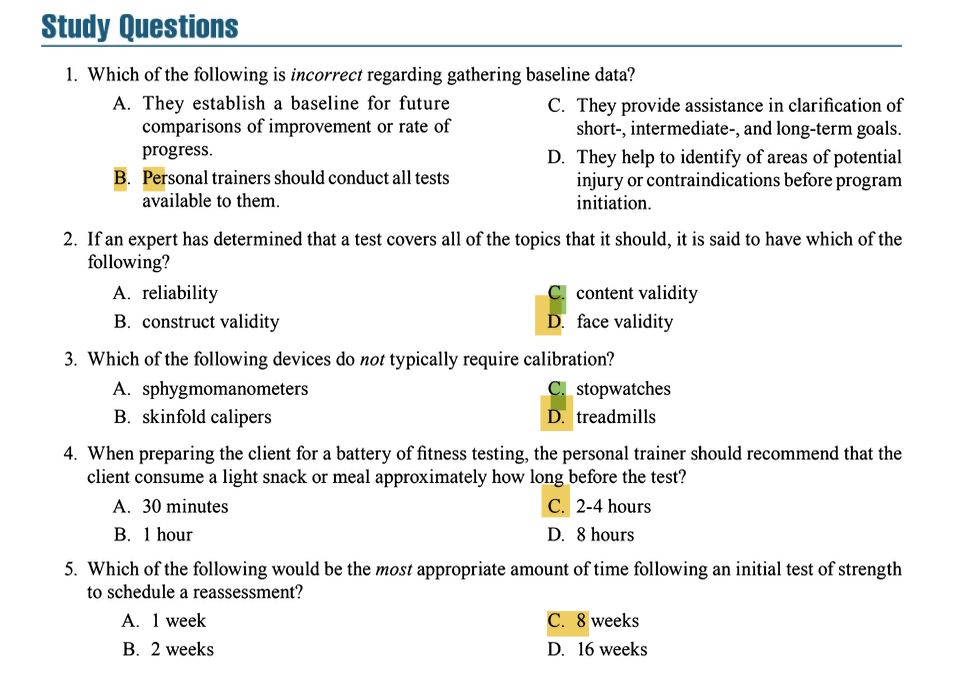 Study Questions
1. Which of the following is incorrect regarding gathering baseline data?
A. They establish a baseline for future
comparisons of improvement or rate of
progress.
B. Personal trainers should conduct all tests
available to them.
C. They provide assistance in clarification of
short-, intermediate-, and long-term goals.
D. They help to identify of areas of potential
injury or contraindications before program
initiation.
2. If an expert has determined that a test covers all of the topics that it should, it is said to have which of the
following?
A. reliability
B. construct validity
C. content validity
D. face validity
3. Which of the following devices do not typically require calibration?
A. sphygmomanometers
B. skinfold calipers
C. stopwatches
D. treadmills
4. When preparing the client for a battery of fitness testing, the personal trainer should recommend that the
client consume a light snack or meal approximately how long before the test?
A. 30 minutes
B. 1 hour
C. 2-4 hours
D. 8 hours
5. Which of the following would be the most appropriate amount of time following an initial test of strength
to schedule a reassessment?
A. 1 week
B. 2 weeks
C. 8 weeks
D. 16 weeks